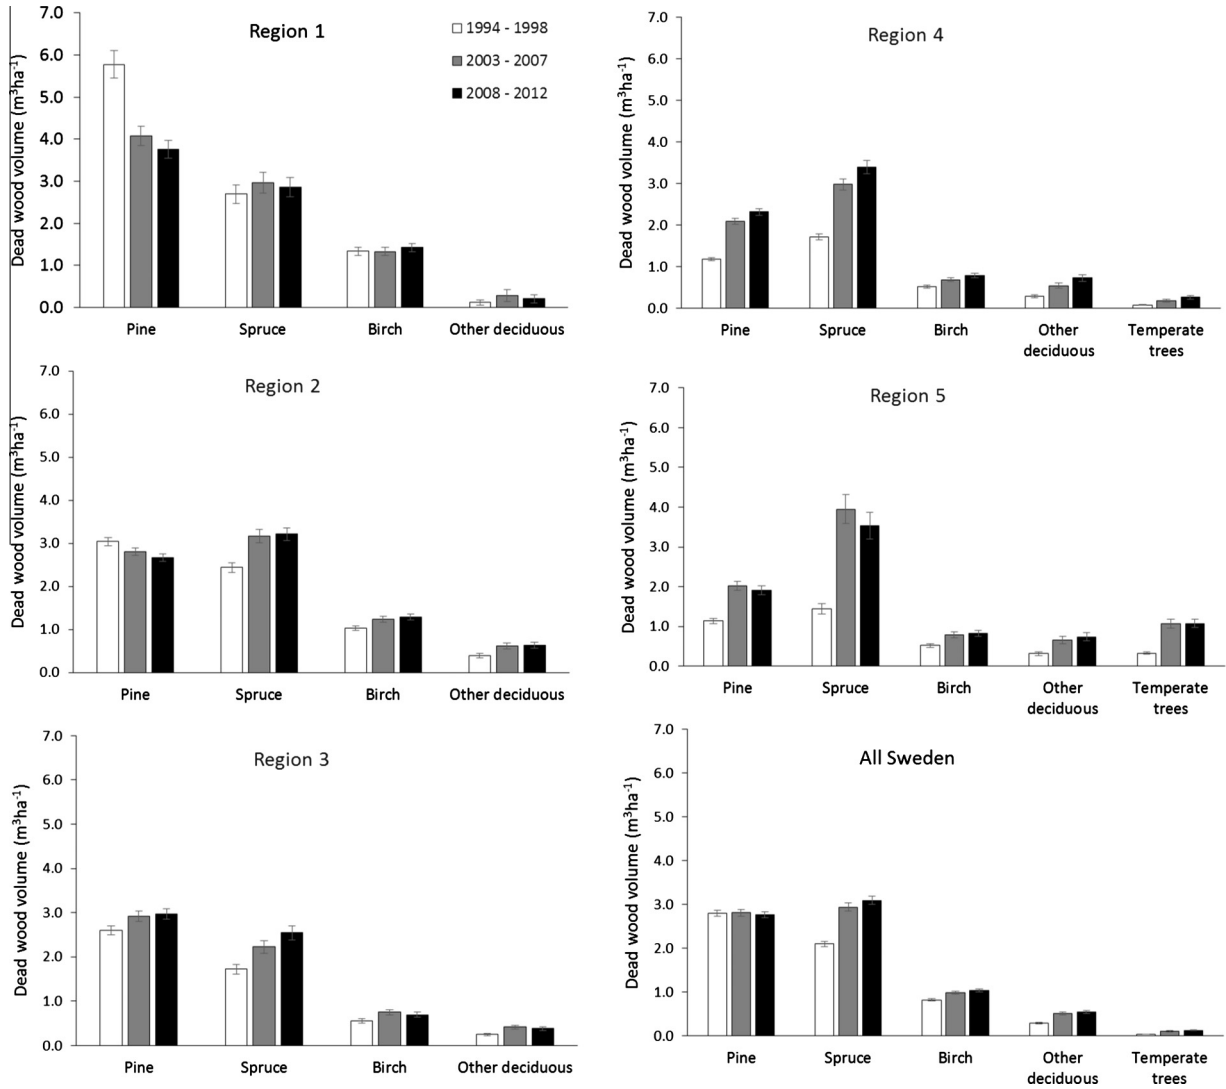 Region 1
1994 - 1998
2003 - 2007
2008 - 2012
Dead wood volume (m³ha⁻¹)
7.0
6.0
5.0
4.0
3.0
2.0
1.0
0.0
Pine Spruce Birch Other deciduous
Region 4
Dead wood volume (m³ha⁻¹)
7.0
6.0
5.0
4.0
3.0
2.0
1.0
0.0
Pine Spruce Birch Other Temperate
deciduous trees
Region 2
Dead wood volume (m³ha⁻¹)
7.0
6.0
5.0
4.0
3.0
2.0
1.0
0.0
Pine Spruce Birch Other deciduous
Region 5
Dead wood volume (m³ha⁻¹)
7.0
6.0
5.0
4.0
3.0
2.0
1.0
0.0
Pine Spruce Birch Other Temperate
deciduous trees
Region 3
Dead wood volume (m³ha⁻¹)
7.0
6.0
5.0
4.0
3.0
2.0
1.0
0.0
Pine Spruce Birch Other deciduous
All Sweden
Dead wood volume (m³ha⁻¹)
7.0
6.0
5.0
4.0
3.0
2.0
1.0
0.0
Pine Spruce Birch Other Temperate
deciduous trees